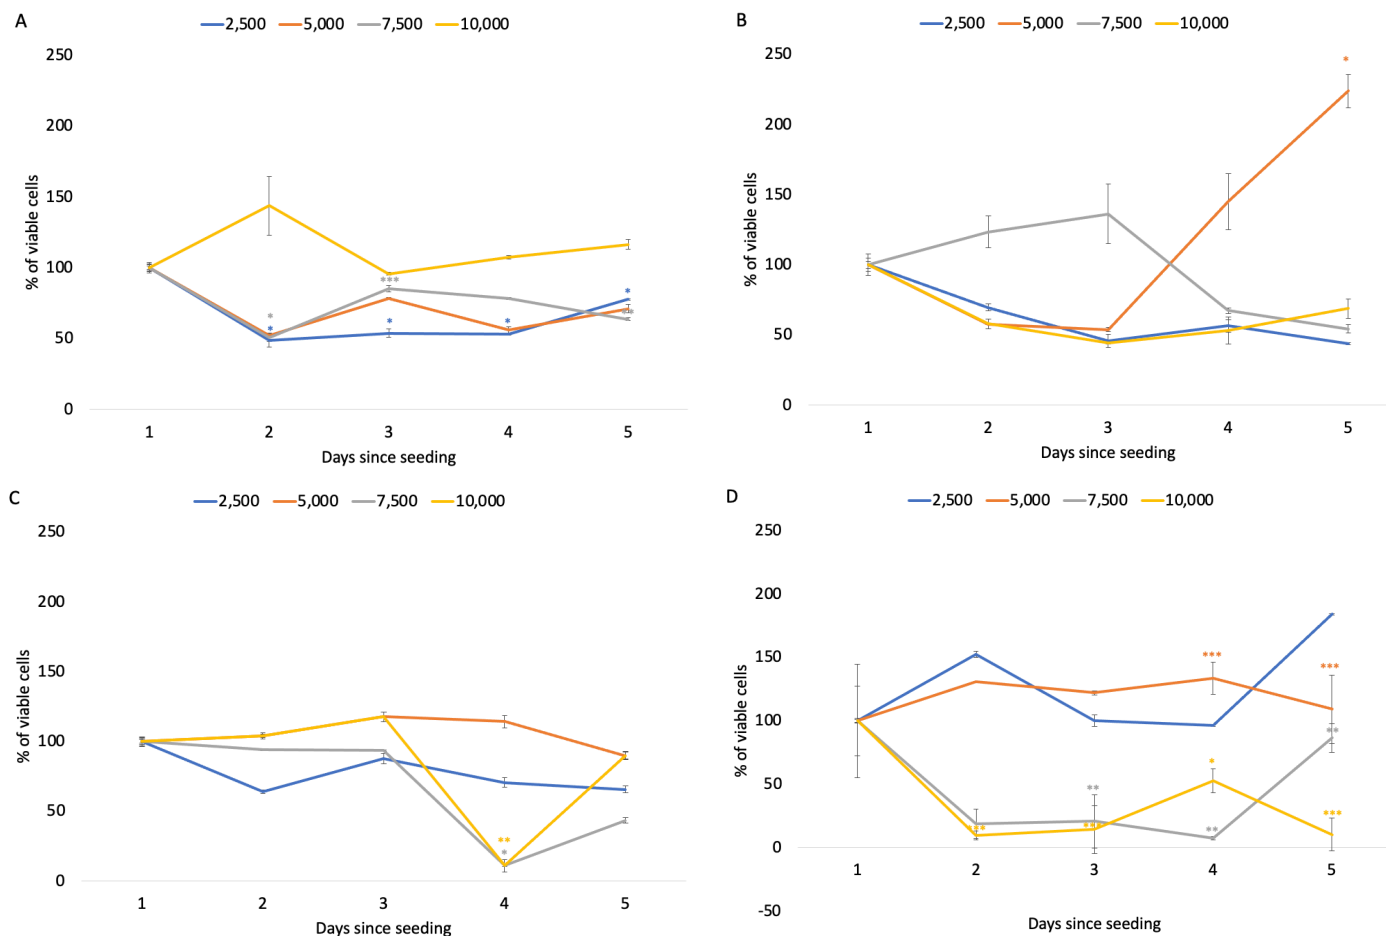 A
2,500 5,000 7,500 10,000
250
200
150
100
50
0
% of viable cells
* * * *** * * **
1 2 3 4 5
Days since seeding
B
2,500 5,000 7,500 10,000
250
200
150
100
50
0
% of viable cells
*
1 2 3 4 5
Days since seeding
C
2,500 5,000 7,500 10,000
250
200
150
100
50
0
% of viable cells
**
*
1 2 3 4 5
Days since seeding
D
2,500 5,000 7,500 10,000
250
200
150
100
50
0
-50
% of viable cells
*** ***
* **
** *** *** ** ***
1 2 3 4 5
Days since seeding